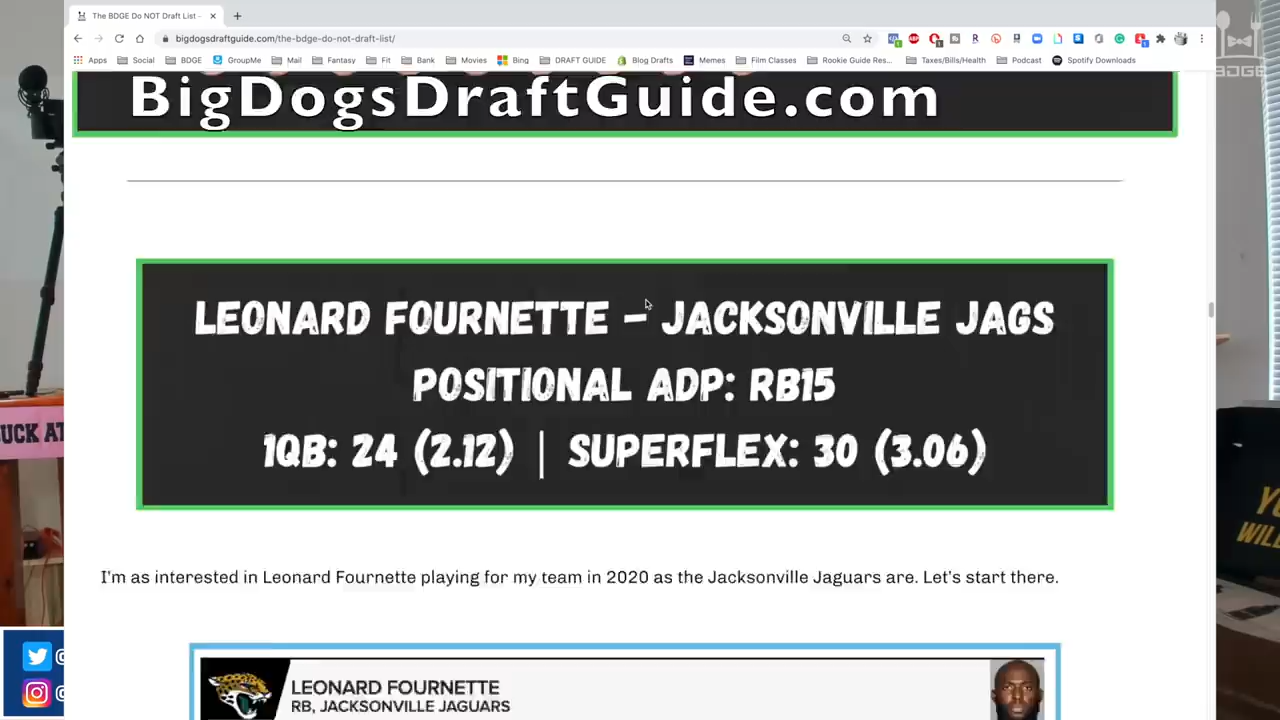 The BDGE Do NOT Draft List -
bigdogsdraftguide.com/the-bdge-do-not-draft-list/
Apps Social BDGE GroupMe Mail Fantasy Fit Bank Movies Bing DRAFT GUIDE Blog Drafts Memes Film Classes Rookie Guide Res... Taxes/Bills/Health Podcast Spotify Downloads
BDGE
BigDogsDraftGuide.com
LEONARD FOURNETTE – JACKSONVILLE JAGS
POSITIONAL ADP: RB15
1QB: 24 (2.12) | SUPERFLEX: 30 (3.06)
UCK AT
I'm as interested in Leonard Fournette playing for my team in 2020 as the Jacksonville Jaguars are. Let's start there.
LEONARD FOURNETTE
RB, JACKSONVILLE JAGUARS